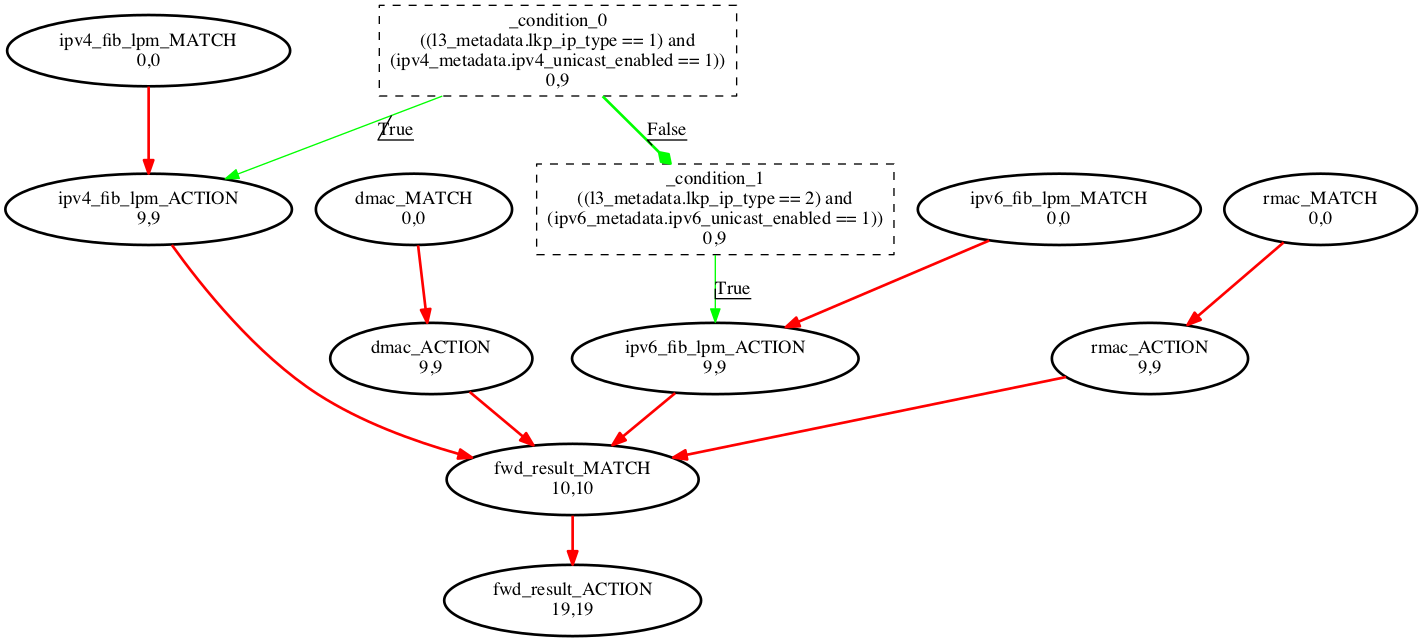 ipv4_fib_lpm_MATCH
0,0
_condition_0
((l3_metadata.lkp_ip_type == 1) and
(ipv4_metadata.ipv4_unicast_enabled == 1))
0,9
True
False
ipv4_fib_lpm_ACTION
9,9
dmac_MATCH
0,0
_condition_1
((l3_metadata.lkp_ip_type == 2) and
(ipv6_metadata.ipv6_unicast_enabled == 1))
0,9
ipv6_fib_lpm_MATCH
0,0
rmac_MATCH
0,0
True
dmac_ACTION
9,9
ipv6_fib_lpm_ACTION
9,9
rmac_ACTION
9,9
fwd_result_MATCH
10,10
fwd_result_ACTION
19,19